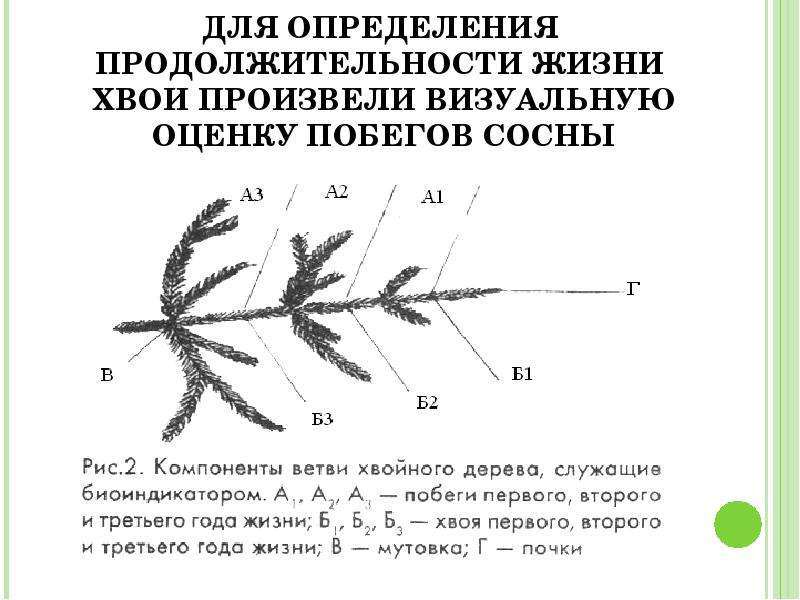 ДЛЯ ОПРЕДЕЛЕНИЯ
ПРОДОЛЖИТЕЛЬНОСТИ ЖИЗНИ
ХВОИ ПРОИЗВЕЛИ ВИЗУАЛЬНУЮ
ОЦЕНКУ ПОБЕГОВ СОСНЫ
А3 А2 А1
Г
В
Б1
Б2
Б3
Рис.2. Компоненты ветви хвойного дерева, служащие
биоиндикатором. А₁, А₂, А₃ — побеги первого, второго
и третьего года жизни; Б₁, Б₂, Б₃ — хвоя первого, второго
и третьего года жизни; В — мутовка; Г — почки